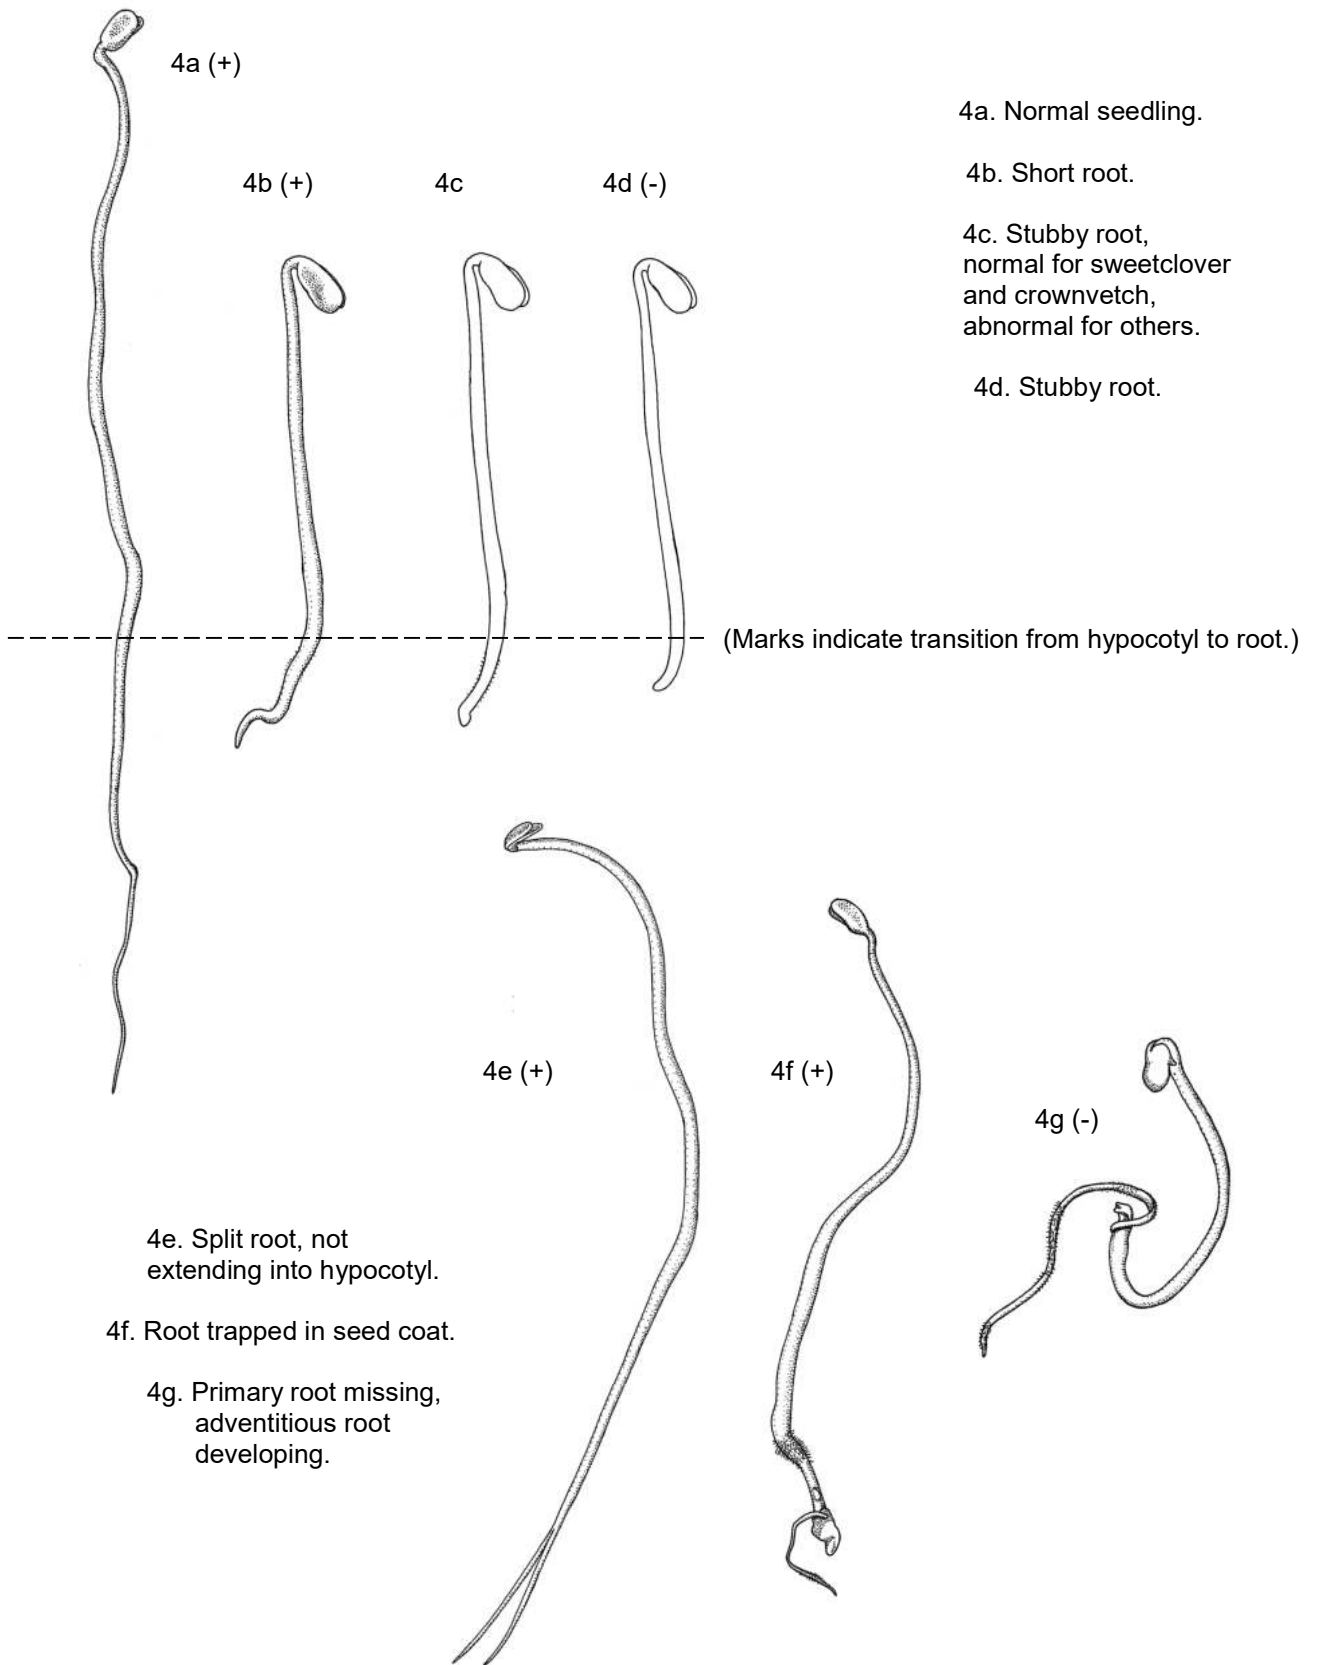 4a (+)
4b (+)
4c
4d (-)
4a. Normal seedling.
4b. Short root.
4c. Stubby root,
normal for sweetclover
and crownvetch,
abnormal for others.
4d. Stubby root.
(Marks indicate transition from hypocotyl to root.)
4e (+)
4f (+)
4g (-)
4e. Split root, not
extending into hypocotyl.
4f. Root trapped in seed coat.
4g. Primary root missing,
adventitious root
developing.